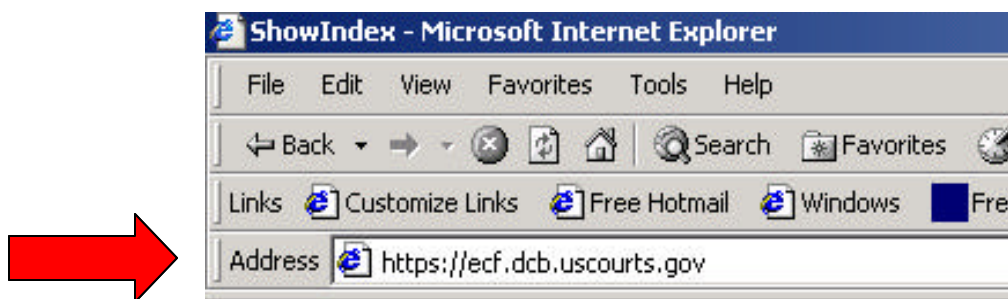 ShowIndex - Microsoft Internet Explorer
File Edit View Favorites Tools Help
Back Search Favorites
Links Customize Links Free Hotmail Windows Fre
Address https://ecf.dcb.uscourts.gov